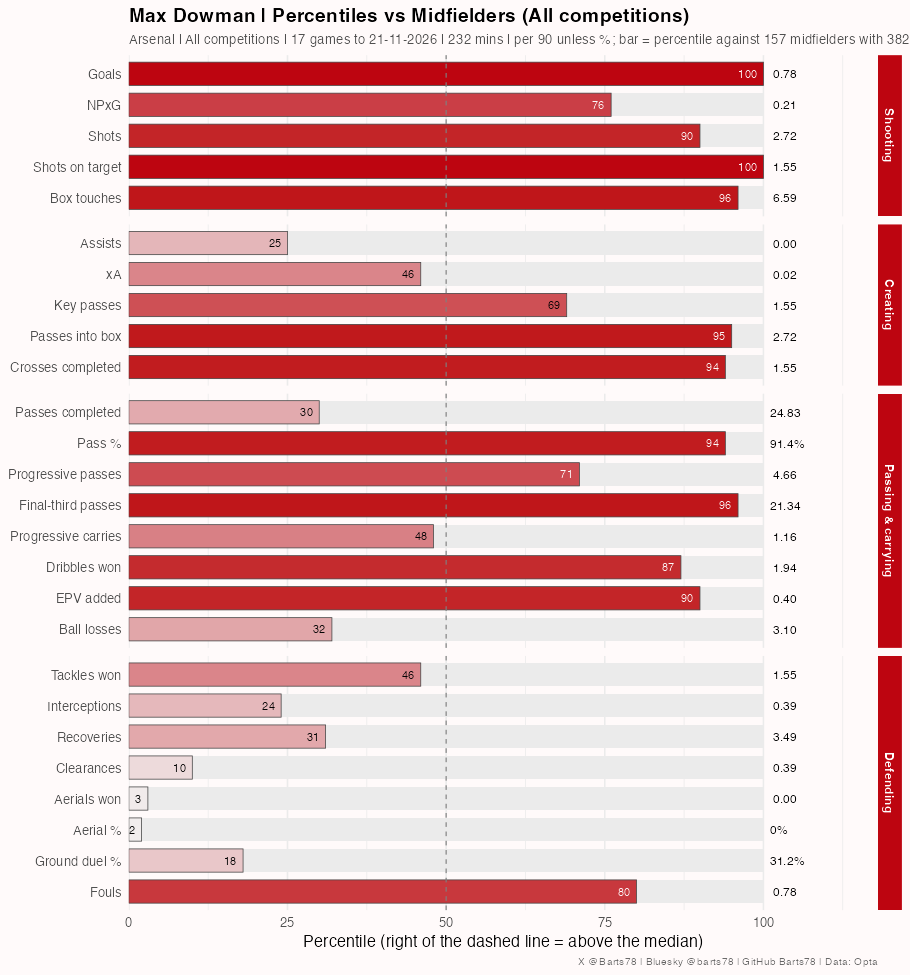 Max Dowman | Percentiles vs Midfielders (All competitions)
Arsenal | All competitions | 17 games to 21-11-2026 | 232 mins | per 90 unless %; bar = percentile against 157 midfielders with 382
Shooting
Goals 100 0.78
NPxG 76 0.21
Shots 90 2.72
Shots on target 100 1.55
Box touches 96 6.59
Creating
Assists 25 0.00
xA 46 0.02
Key passes 69 1.55
Passes into box 95 2.72
Crosses completed 94 1.55
Passing & carrying
Passes completed 30 24.83
Pass % 94 91.4%
Progressive passes 71 4.66
Final-third passes 96 21.34
Progressive carries 48 1.16
Dribbles won 87 1.94
EPV added 90 0.40
Ball losses 32 3.10
Defending
Tackles won 46 1.55
Interceptions 24 0.39
Recoveries 31 3.49
Clearances 10 0.39
Aerials won 3 0.00
Aerial % 2 0%
Ground duel % 18 31.2%
Fouls 80 0.78
0 25 50 75 100
Percentile (right of the dashed line = above the median)
X @Barts78 | Bluesky @barts78 | GitHub Barts78 | Data: Opta